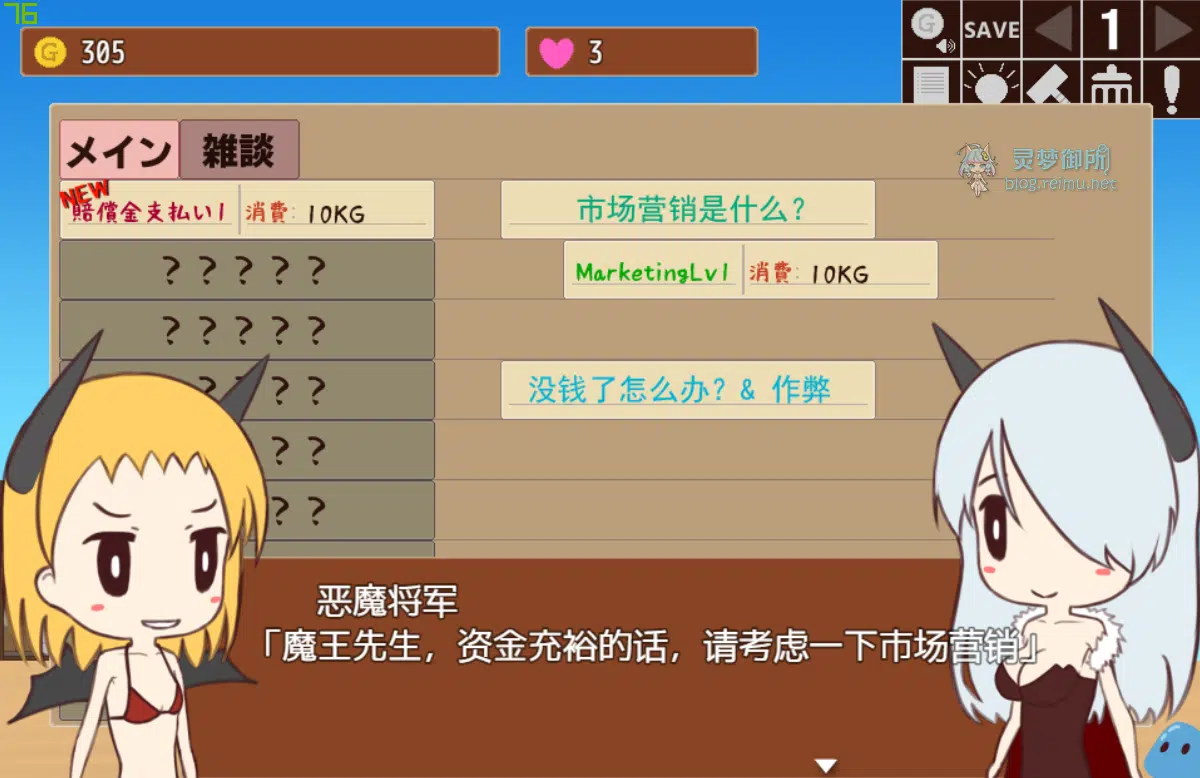 76
305
3
SAVE
1
メイン
雑談
灵梦御所
blog.reimu.net
NEW
賠償金支払い1 消費: 10KG
市场营销是什么?
?????
MarketingLv1 消費: 10KG
?????
???
没钱了怎么办?& 作弊
??
??
恶魔将军
「魔王先生，资金充裕的话，请考虑一下市场营销」